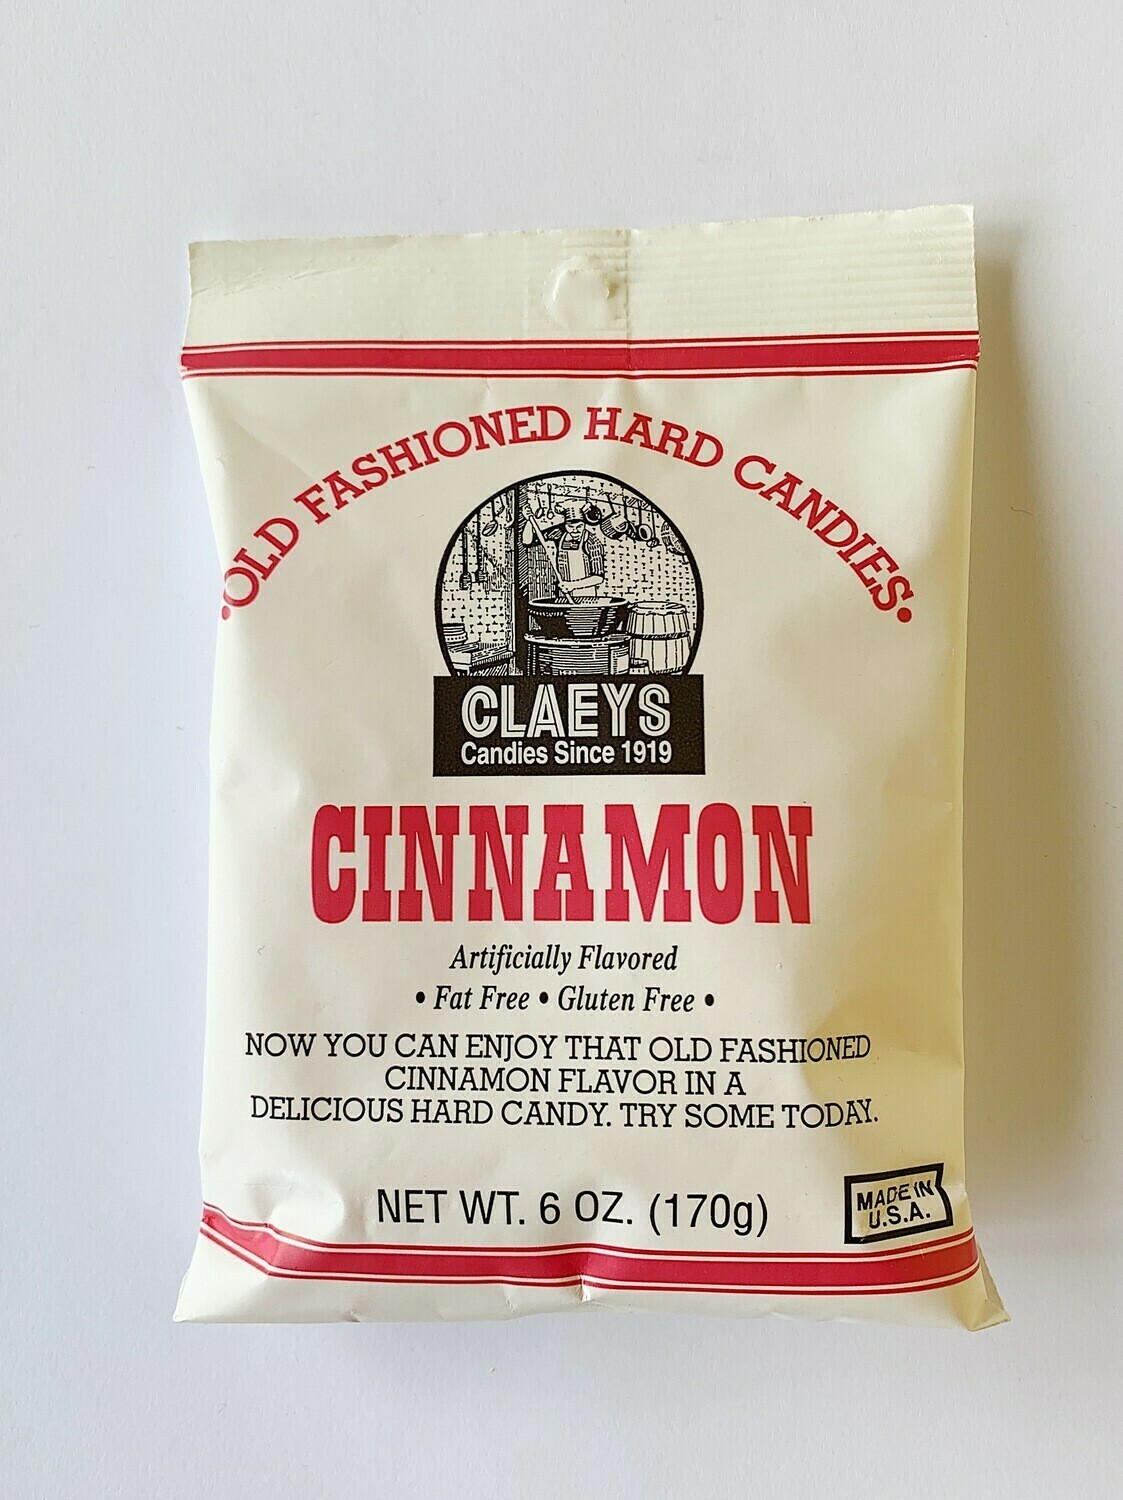 •OLD FASHIONED HARD CANDIES•
CLAEYS
Candies Since 1919
CINNAMON
Artificially Flavored
• Fat Free • Gluten Free •
NOW YOU CAN ENJOY THAT OLD FASHIONED
CINNAMON FLAVOR IN A
DELICIOUS HARD CANDY. TRY SOME TODAY.
NET WT. 6 OZ. (170g)
MADE IN
U.S.A.